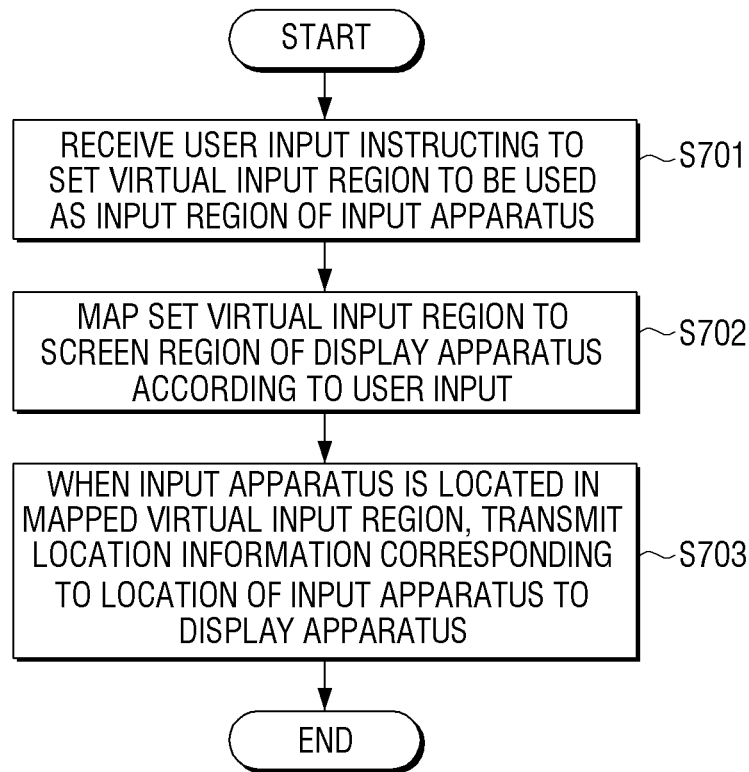 START
RECEIVE USER INPUT INSTRUCTING TO
SET VIRTUAL INPUT REGION TO BE USED
AS INPUT REGION OF INPUT APPARATUS
S701
MAP SET VIRTUAL INPUT REGION TO
SCREEN REGION OF DISPLAY APPARATUS
ACCORDING TO USER INPUT
S702
WHEN INPUT APPARATUS IS LOCATED IN
MAPPED VIRTUAL INPUT REGION, TRANSMIT
LOCATION INFORMATION CORRESPONDING
TO LOCATION OF INPUT APPARATUS TO
DISPLAY APPARATUS
S703
END